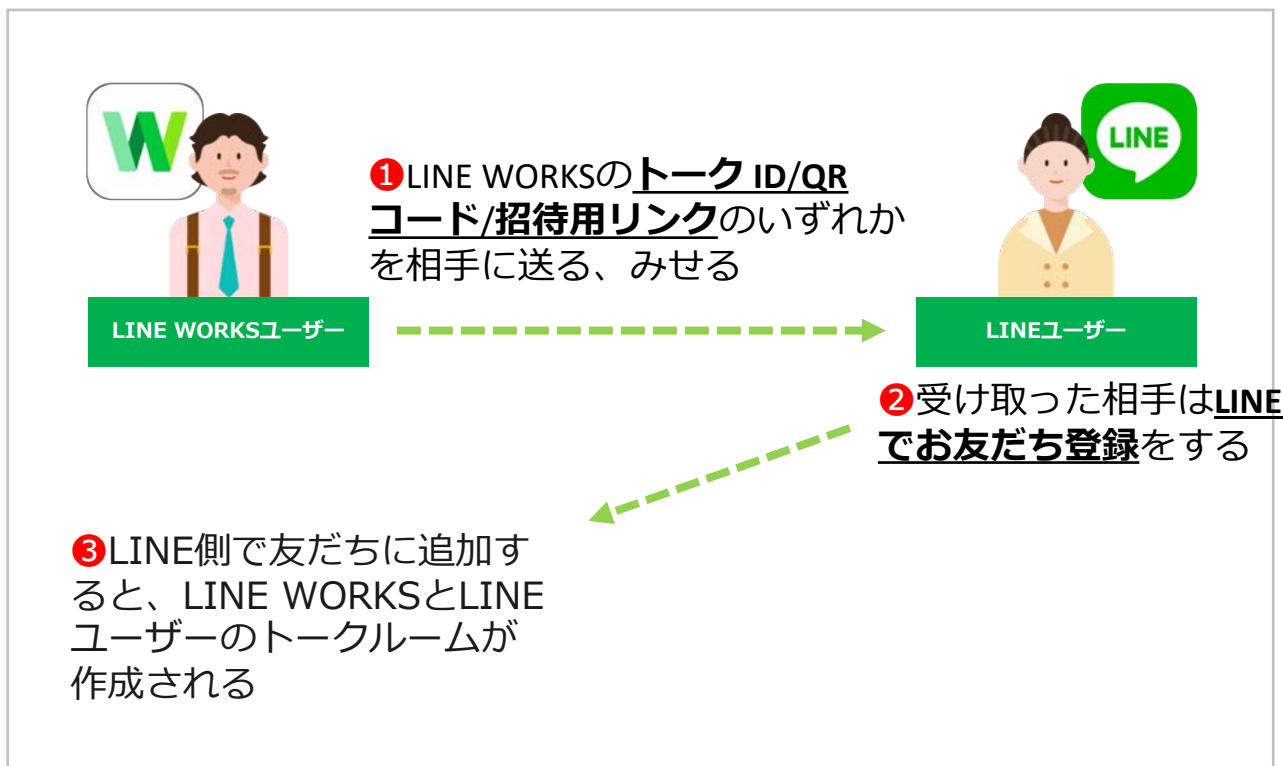 W
LINE
❶LINE WORKSのトーク ID/QR
コード/招待用リンクのいずれか
を相手に送る、みせる
LINE WORKSユーザー
LINEユーザー
❷受け取った相手はLINE
でお友だち登録をする
❸LINE側で友だちに追加す
ると、LINE WORKSとLINE
ユーザーのトークルームが
作成される